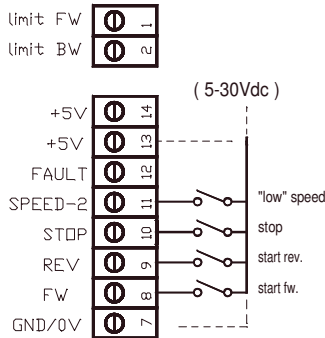 limit FW 1
limit BW 2
( 5-30Vdc )
+5V 14
+5V 13
FAULT 12
SPEED-2 11 "low" speed
STOP 10 stop
REV 9 start rev.
FW 8 start fw.
GND/0V 7